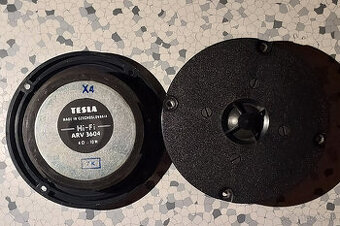 X4
TESLA
MADE IN CZECHOSLOVAKIA
Hi-Fi
ARV 3604
4Ω - 10W